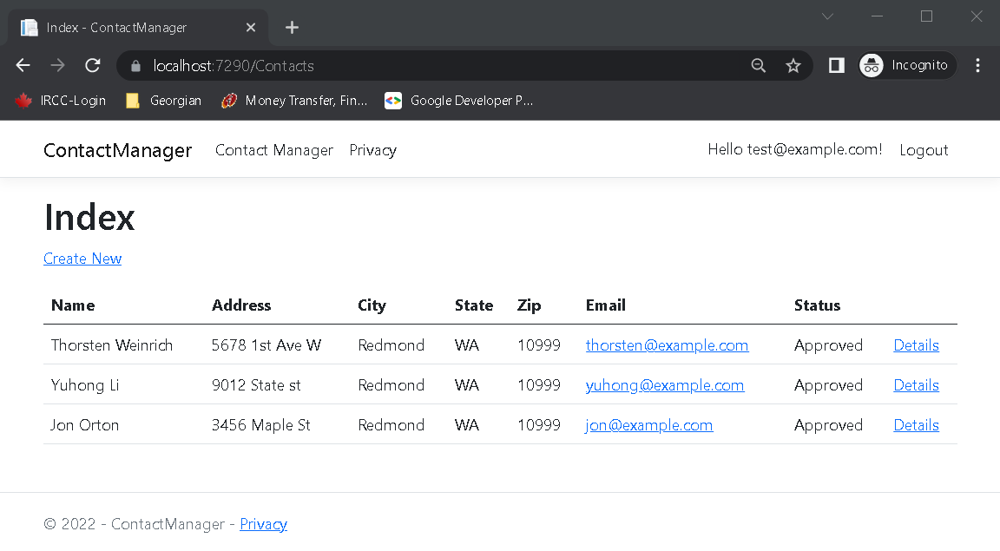 Index - ContactManager
localhost:7290/Contacts
Incognito
IRCC-Login Georgian Money Transfer, Fin... Google Developer P...
ContactManager Contact Manager Privacy Hello test@example.com! Logout
Index
Create New
Name Address City State Zip Email Status
Thorsten Weinrich 5678 1st Ave W Redmond WA 10999 thorsten@example.com Approved Details
Yuhong Li 9012 State st Redmond WA 10999 yuhong@example.com Approved Details
Jon Orton 3456 Maple St Redmond WA 10999 jon@example.com Approved Details
© 2022 - ContactManager - Privacy